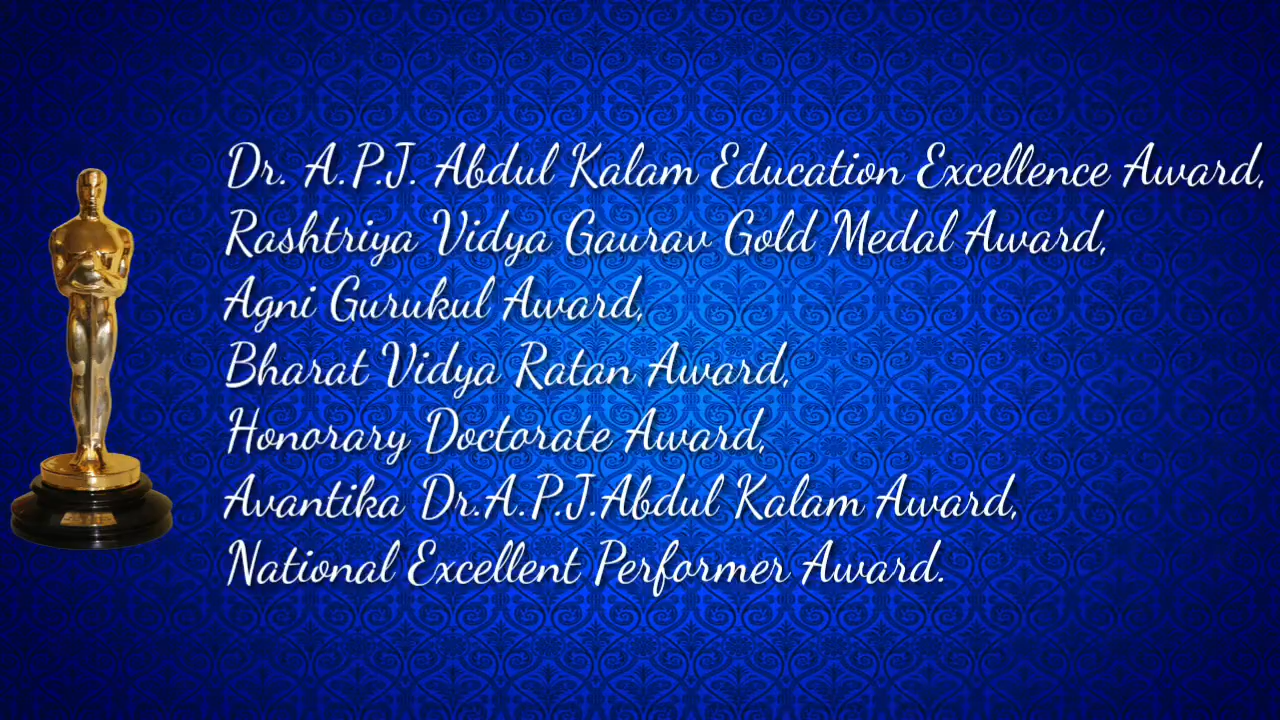 Dr. A.P.J. Abdul Kalam Education Excellence Award,
Rashtriya Vidya Gaurav Gold Medal Award,
Agni Gurukul Award,
Bharat Vidya Ratan Award,
Honorary Doctorate Award,
Avantika Dr.A.P.J.Abdul Kalam Award,
National Excellent Performer Award.